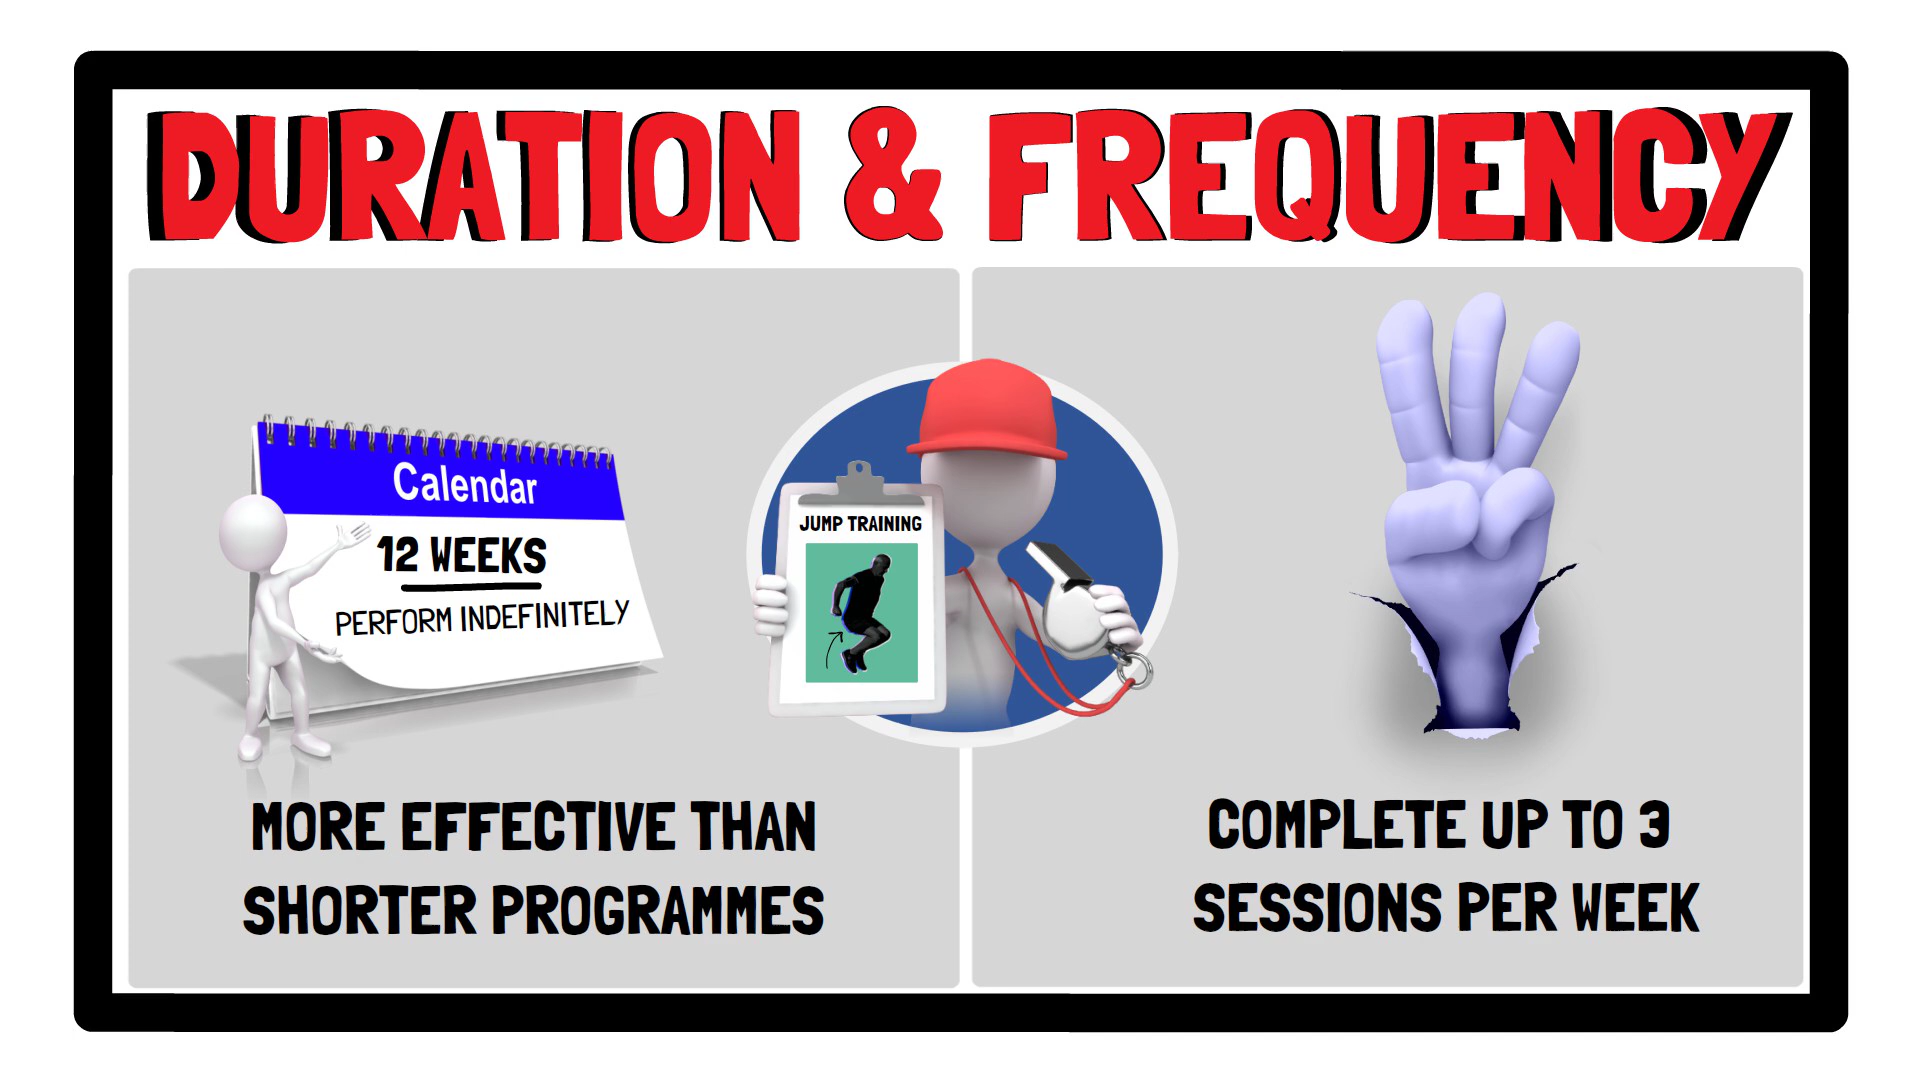 DURATION & FREQUENCY
Calendar
12 WEEKS
PERFORM INDEFINITELY
MORE EFFECTIVE THAN
SHORTER PROGRAMMES
JUMP TRAINING
COMPLETE UP TO 3
SESSIONS PER WEEK